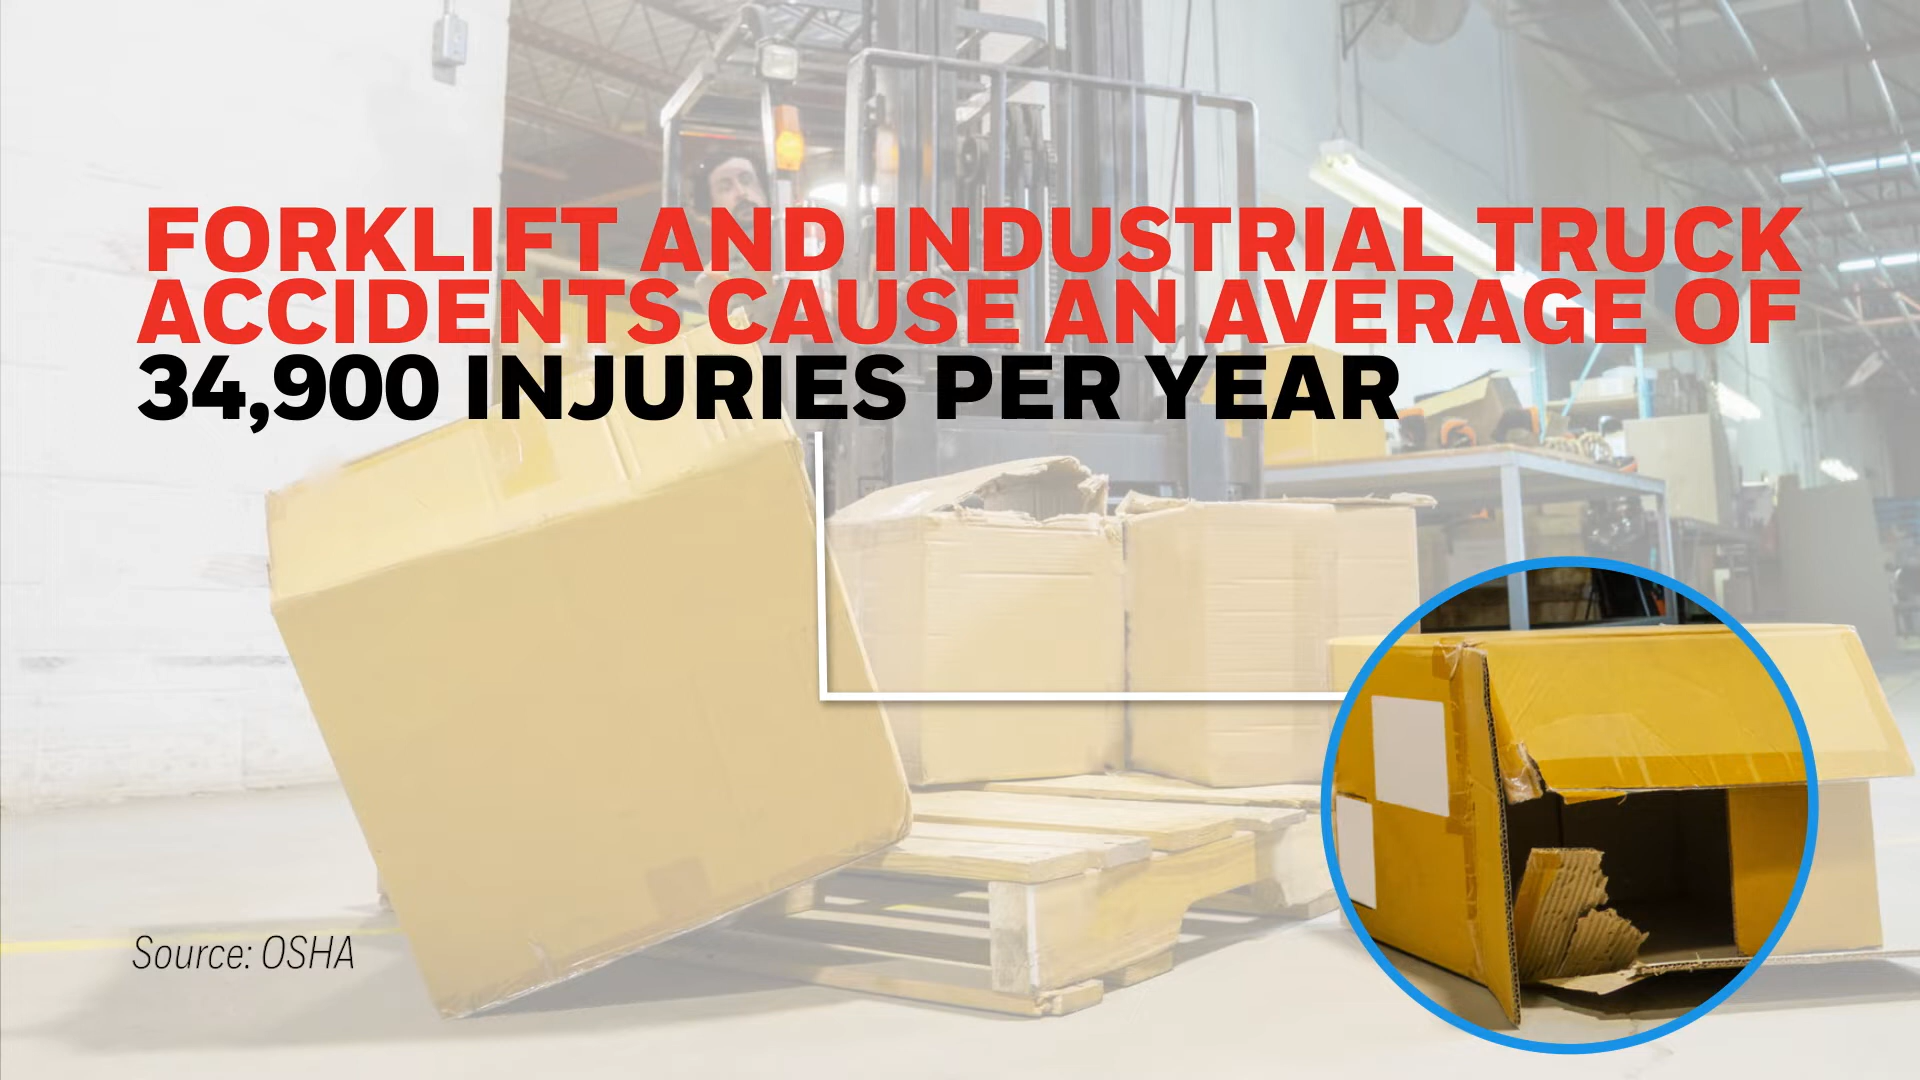 FORKLIFT AND INDUSTRIAL TRUCK
ACCIDENTS CAUSE AN AVERAGE OF
34,900 INJURIES PER YEAR
Source: OSHA